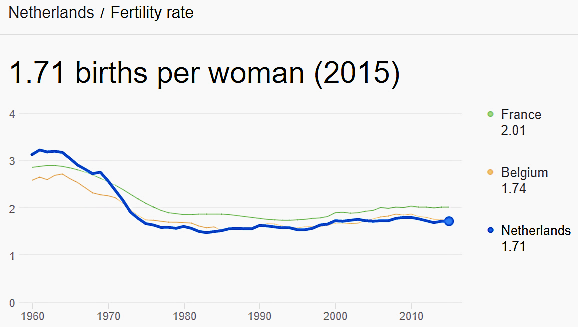 Netherlands / Fertility rate
1.71 births per woman (2015)
4
3
2
1
0
1960 1970 1980 1990 2000 2010
France
2.01
Belgium
1.74
Netherlands
1.71